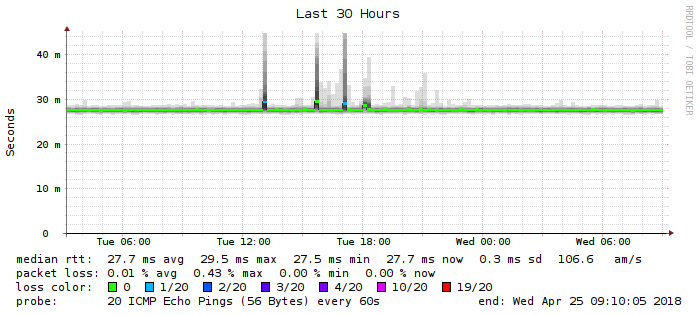 Last 30 Hours
RRDTOOL / TOBI OETIKER
Seconds
40 m
30 m
20 m
10 m
0
Tue 06:00 Tue 12:00 Tue 18:00 Wed 00:00 Wed 06:00
median rtt: 27.7 ms avg 29.5 ms max 27.5 ms min 27.7 ms now 0.3 ms sd 106.6 am/s
packet loss: 0.01 % avg 0.43 % max 0.00 % min 0.00 % now
loss color: 0 1/20 2/20 3/20 4/20 10/20 19/20
probe: 20 ICMP Echo Pings (56 Bytes) every 60s end: Wed Apr 25 09:10:05 2018